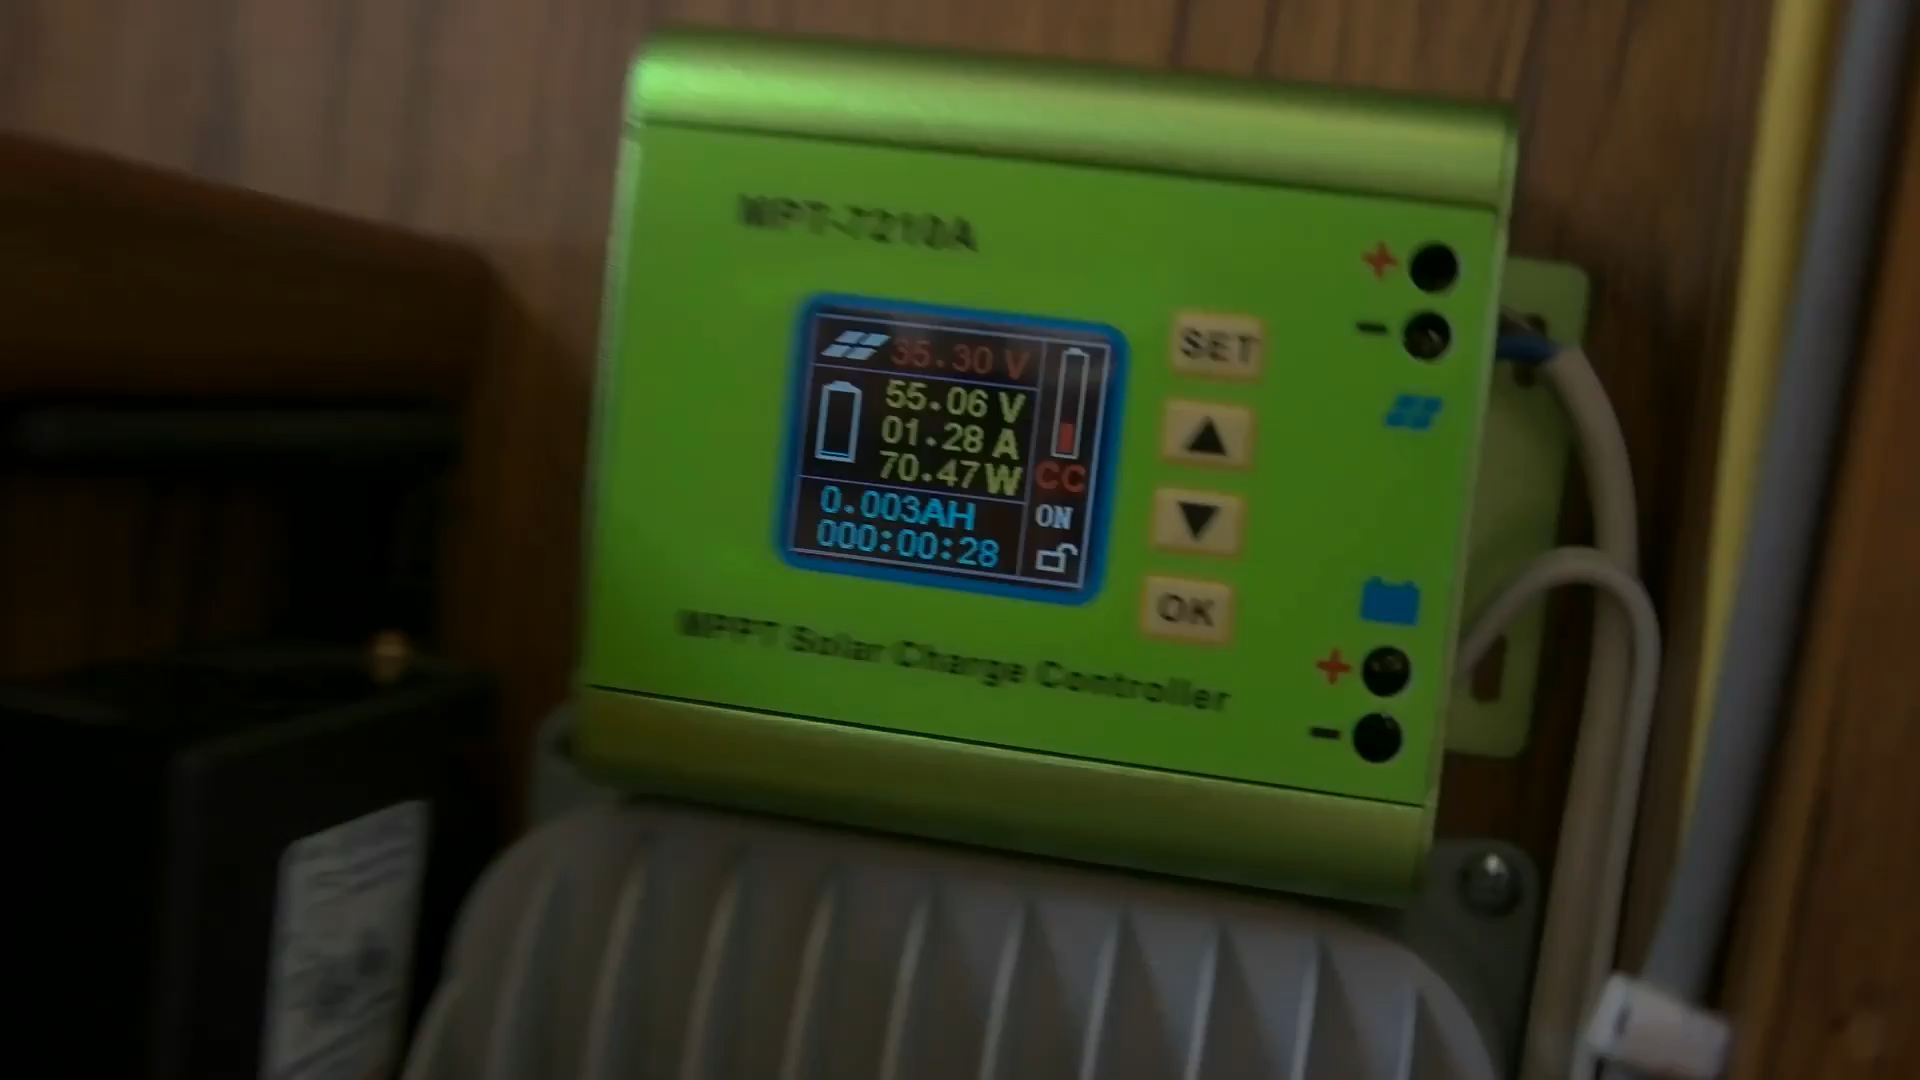 MPT-7210A
35.30 V
55.06 V
01.28 A
70.47 W
CC
0.003AH
ON
000:00:28
SET
OK
+
-
MPPT Solar Charge Controller
+
-